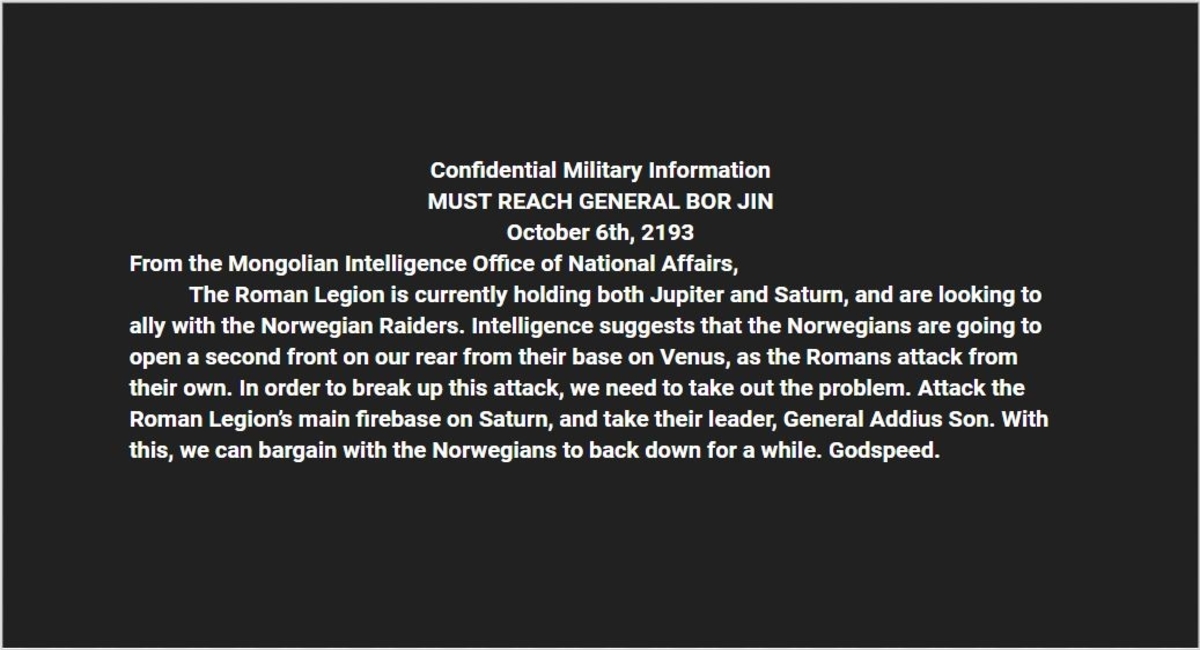 Confidential Military Information
MUST REACH GENERAL BOR JIN
October 6th, 2193
From the Mongolian Intelligence Office of National Affairs,
The Roman Legion is currently holding both Jupiter and Saturn, and are looking to
ally with the Norwegian Raiders. Intelligence suggests that the Norwegians are going to
open a second front on our rear from their base on Venus, as the Romans attack from
their own. In order to break up this attack, we need to take out the problem. Attack the
Roman Legion’s main firebase on Saturn, and take their leader, General Addius Son. With
this, we can bargain with the Norwegians to back down for a while. Godspeed.